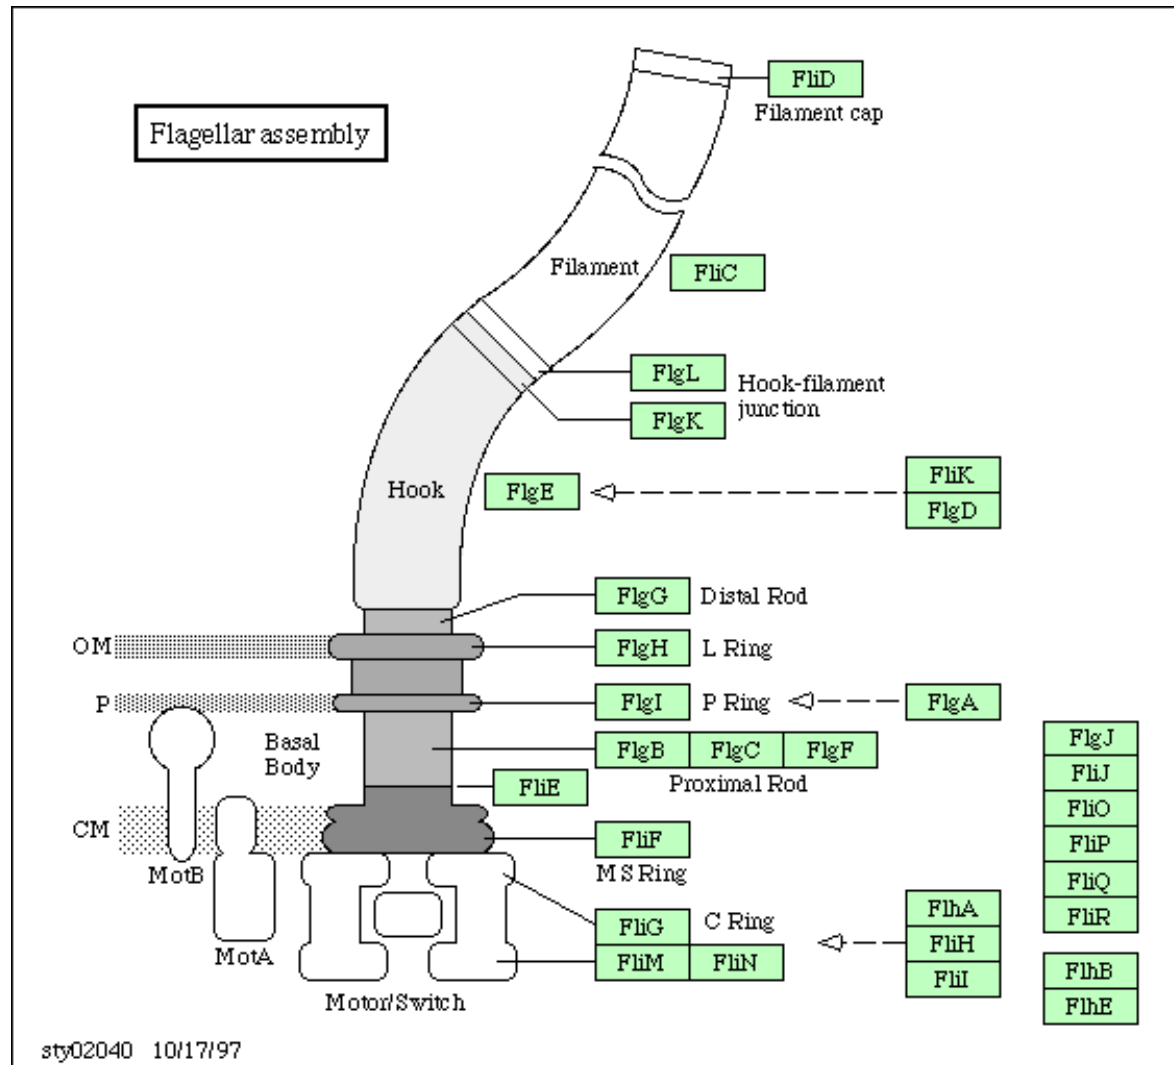 FliD
Filament cap
Flagellar assembly
Filament
FliC
FlgL
Hook-filament
junction
FlgK
Hook
FlgE
FliK
FlgD
FlgG
Distal Rod
OM
FlgH
L Ring
P
FlgI
P Ring
FlgA
Basal
Body
FlgB
FlgC
FlgF
Proximal Rod
FlgJ
FliJ
FliO
FliP
FliQ
FliR
FliE
CM
FliF
MS Ring
MotB
MotA
FliG
C Ring
FliM
FliN
FlhA
FliH
FliI
FlhB
FlhE
Motor/Switch
sty02040 10/17/97